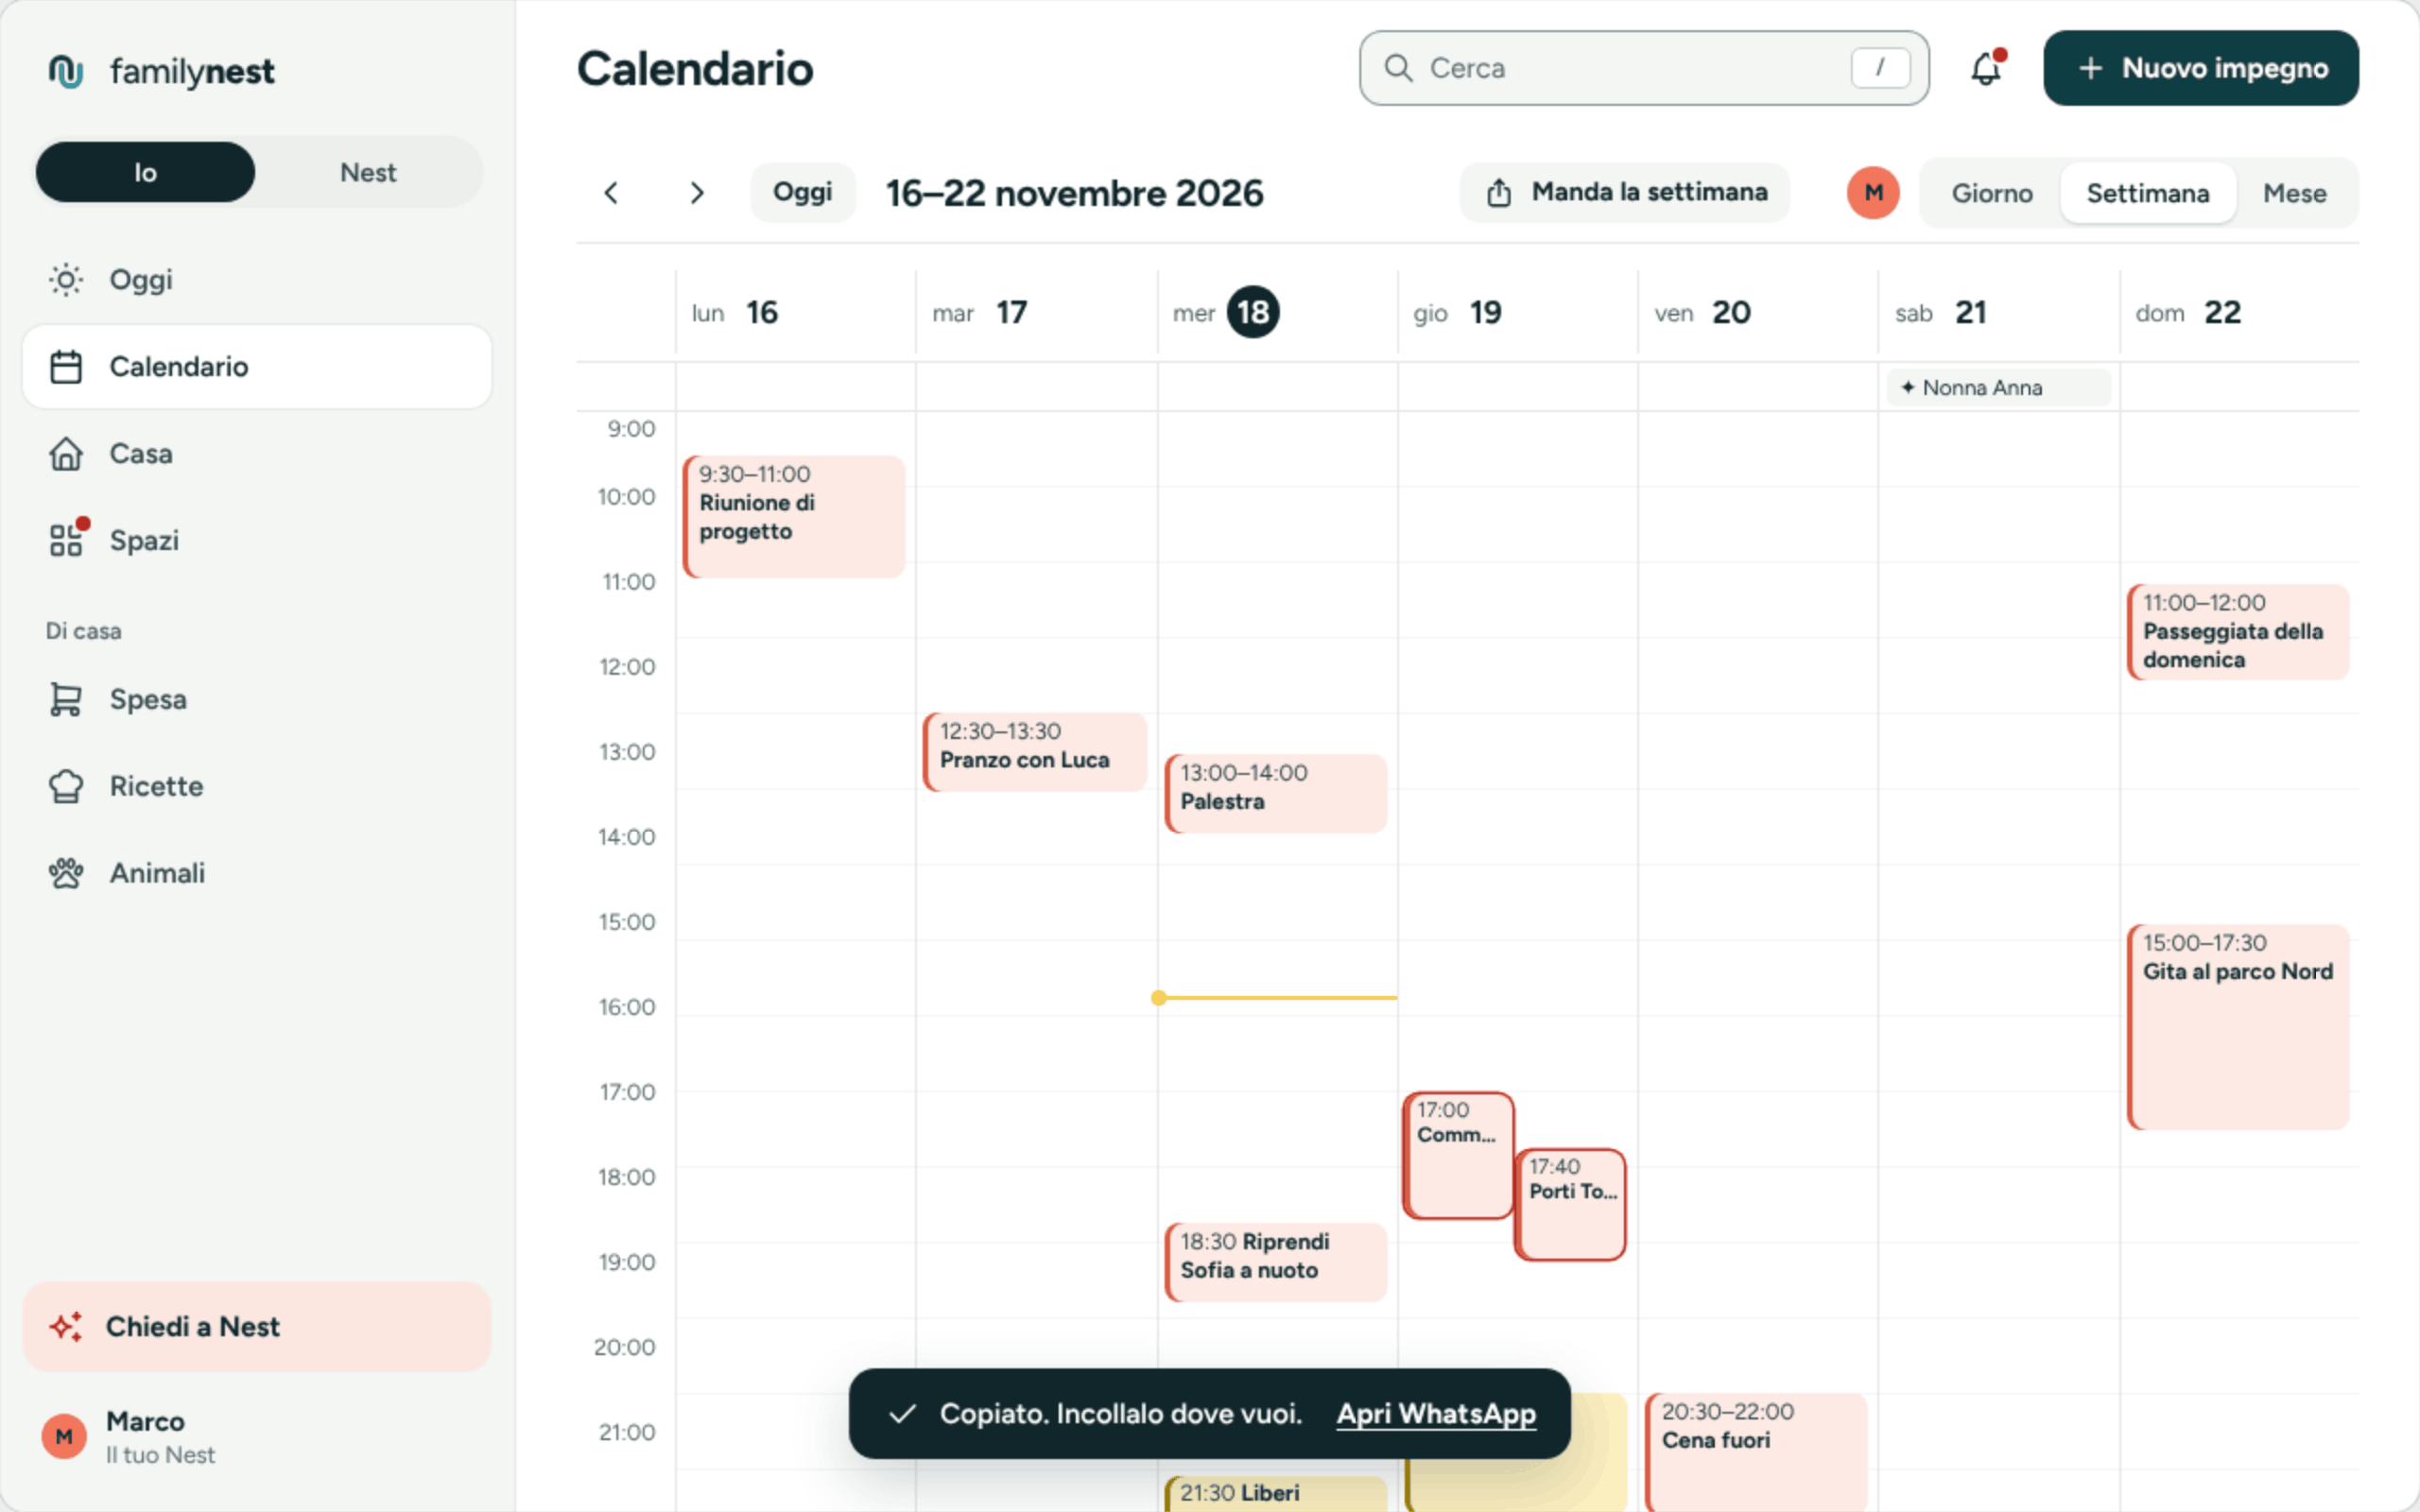 familynest
Io
Nest
Oggi
Calendario
Casa
Spazi
Di casa
Spesa
Ricette
Animali
Chiedi a Nest
M
Marco
Il tuo Nest
Calendario
Cerca
/
+ Nuovo impegno
Oggi
16–22 novembre 2026
Manda la settimana
M
Giorno
Settimana
Mese
lun 16
mar 17
mer 18
gio 19
ven 20
sab 21
dom 22
✦ Nonna Anna
9:00
10:00
11:00
12:00
13:00
14:00
15:00
16:00
17:00
18:00
19:00
20:00
21:00
9:30–11:00
Riunione di
progetto
12:30–13:30
Pranzo con Luca
13:00–14:00
Palestra
18:30 Riprendi
Sofia a nuoto
21:30 Liberi
17:00
Comm...
17:40
Porti To...
20:30–22:00
Cena fuori
11:00–12:00
Passeggiata della
domenica
15:00–17:30
Gita al parco Nord
Copiato. Incollalo dove vuoi.
Apri WhatsApp